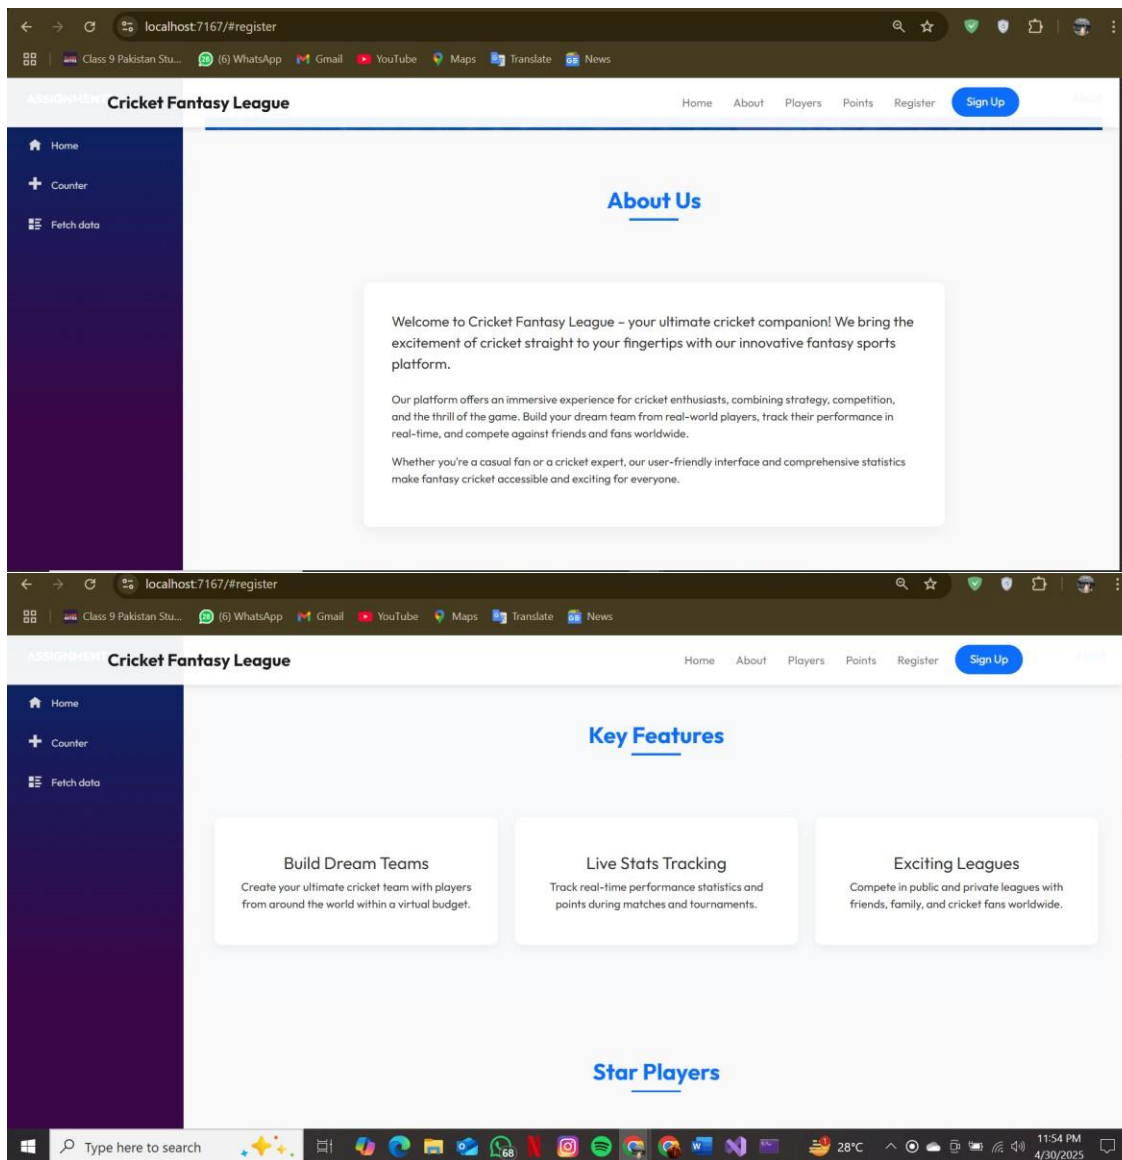 localhost:7167/#register
Class 9 Pakistan Stu... (6) WhatsApp Gmail YouTube Maps Translate News
ASSIGNMENT Cricket Fantasy League Home About Players Points Register Sign Up About
Home
Counter
Fetch data
About Us
Welcome to Cricket Fantasy League – your ultimate cricket companion! We bring the
excitement of cricket straight to your fingertips with our innovative fantasy sports
platform.
Our platform offers an immersive experience for cricket enthusiasts, combining strategy, competition,
and the thrill of the game. Build your dream team from real-world players, track their performance in
real-time, and compete against friends and fans worldwide.
Whether you're a casual fan or a cricket expert, our user-friendly interface and comprehensive statistics
make fantasy cricket accessible and exciting for everyone.
localhost:7167/#register
Class 9 Pakistan Stu... (6) WhatsApp Gmail YouTube Maps Translate News
ASSIGNMENT Cricket Fantasy League Home About Players Points Register Sign Up
Home
Counter
Fetch data
Key Features
Build Dream Teams
Create your ultimate cricket team with players
from around the world within a virtual budget.
Live Stats Tracking
Track real-time performance statistics and
points during matches and tournaments.
Exciting Leagues
Compete in public and private leagues with
friends, family, and cricket fans worldwide.
Star Players
Type here to search 68 28°C 11:54 PM
4/30/2025